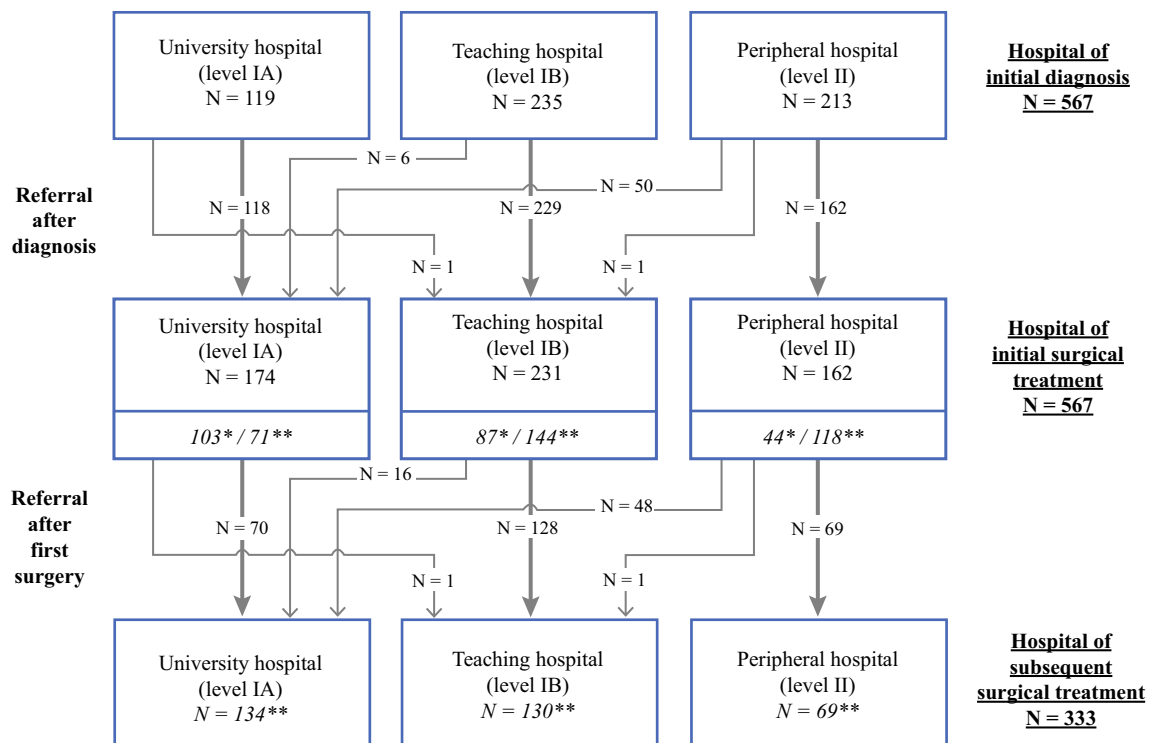 University hospital
(level IA)
N = 119
Teaching hospital
(level IB)
N = 235
Peripheral hospital
(level II)
N = 213
Hospital of
initial diagnosis
N = 567
Referral
after
diagnosis
N = 6
N = 50
N = 118
N = 229
N = 162
N = 1
N = 1
University hospital
(level IA)
N = 174
Teaching hospital
(level IB)
N = 231
Peripheral hospital
(level II)
N = 162
Hospital of
initial surgical
treatment
N = 567
103* / 71**
87* / 144**
44* / 118**
Referral
after
first
surgery
N = 16
N = 48
N = 70
N = 128
N = 69
N = 1
N = 1
University hospital
(level IA)
N = 134**
Teaching hospital
(level IB)
N = 130**
Peripheral hospital
(level II)
N = 69**
Hospital of
subsequent
surgical treatment
N = 333